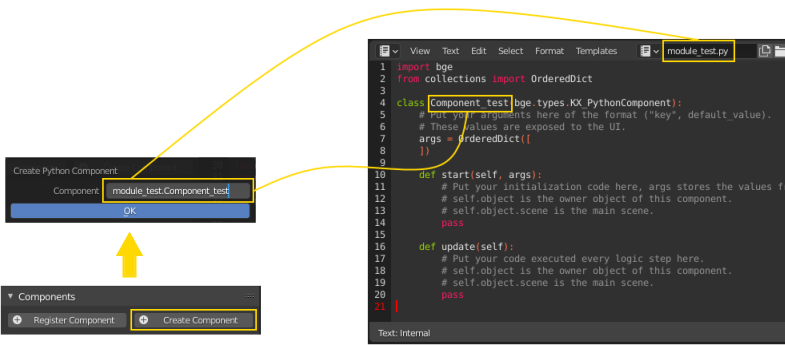 View Text Edit Select Format Templates module_test.py
1 import bge
2 from collections import OrderedDict
3
4 class Component_test(bge.types.KX_PythonComponent):
5 # Put your arguments here of the format ("key", default_value).
6 # These values are exposed to the UI.
7 args = OrderedDict([
8 ])
9
10 def start(self, args):
11 # Put your initialization code here, args stores the values
12 # self.object is the owner object of this component.
13 # self.object.scene is the main scene.
14 pass
15
16 def update(self):
17 # Put your code executed every logic step here.
18 # self.object is the owner object of this component.
19 # self.object.scene is the main scene.
20 pass
21
Text: Internal
Create Python Component
Component module_test.Component_test
OK
Components
Register Component Create Component